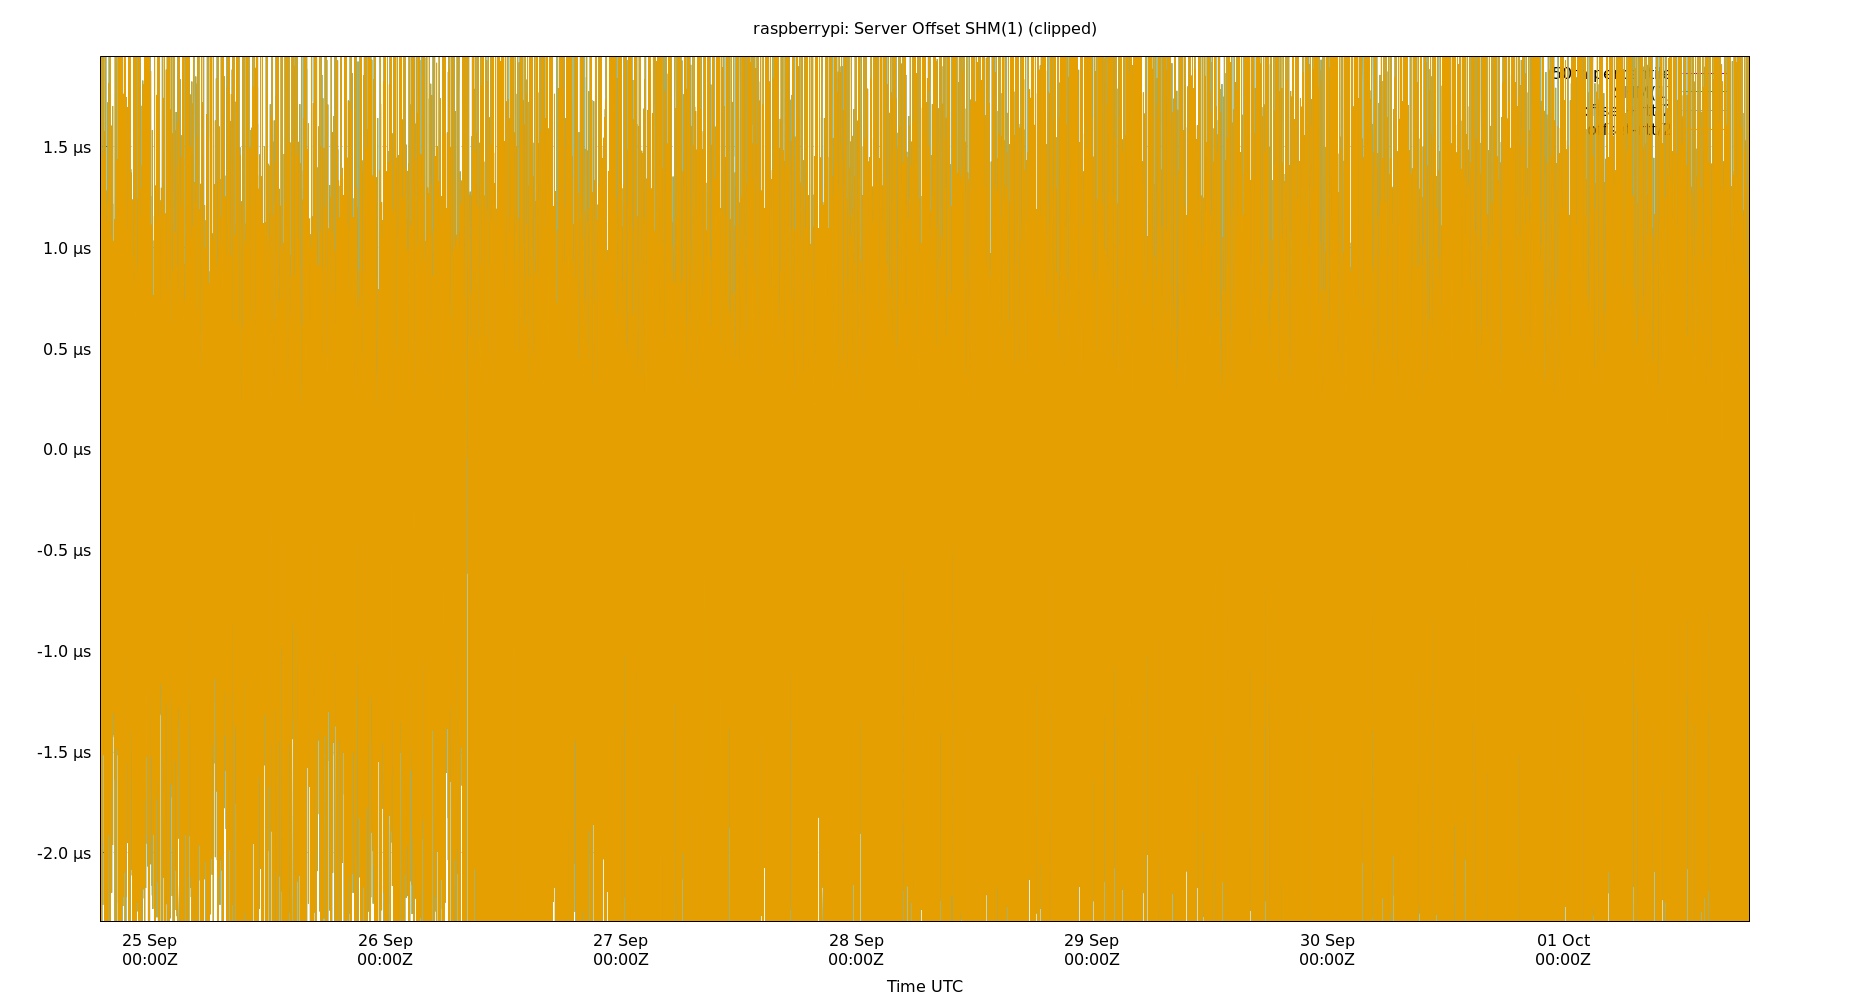 raspberrypi: Server Offset SHM(1) (clipped)
1.5 µs
1.0 µs
0.5 µs
0.0 µs
-0.5 µs
-1.0 µs
-1.5 µs
-2.0 µs
25 Sep 26 Sep 27 Sep 28 Sep 29 Sep 30 Sep 01 Oct
00:00Z 00:00Z 00:00Z 00:00Z 00:00Z 00:00Z 00:00Z
Time UTC